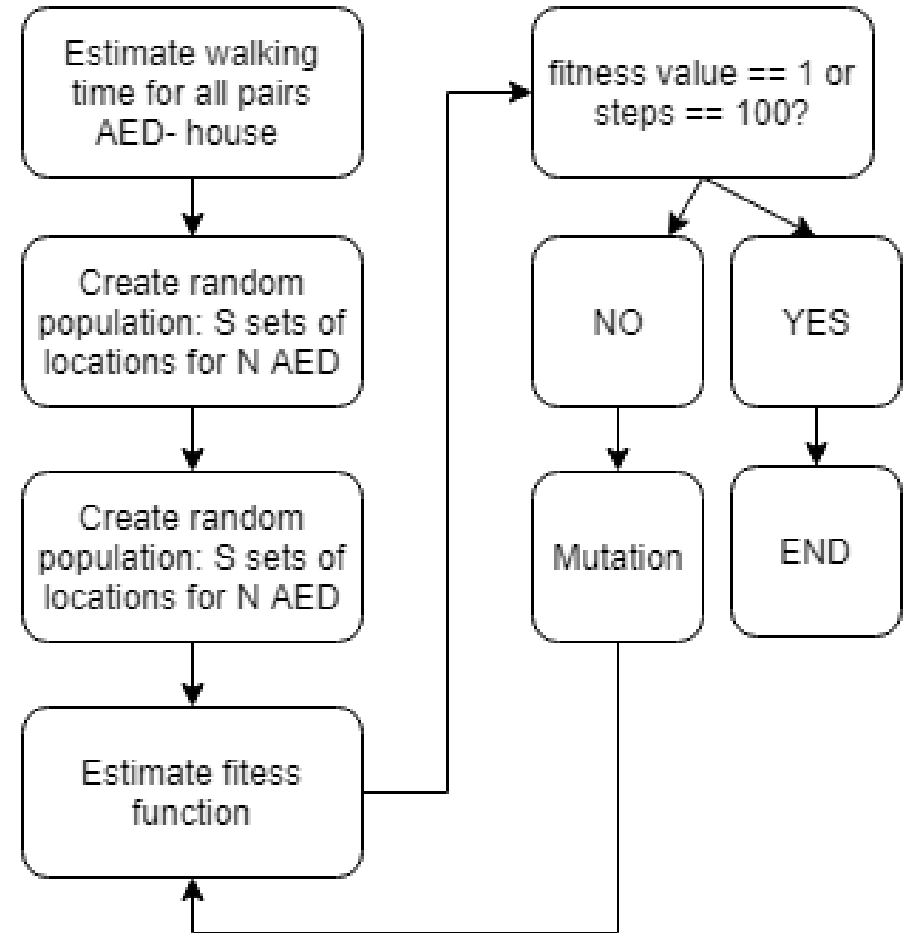 Estimate walking
time for all pairs
AED- house
Create random
population: S sets of
locations for N AED
Create random
population: S sets of
locations for N AED
Estimate fitess
function
fitness value == 1 or
steps == 100?
NO
YES
Mutation
END